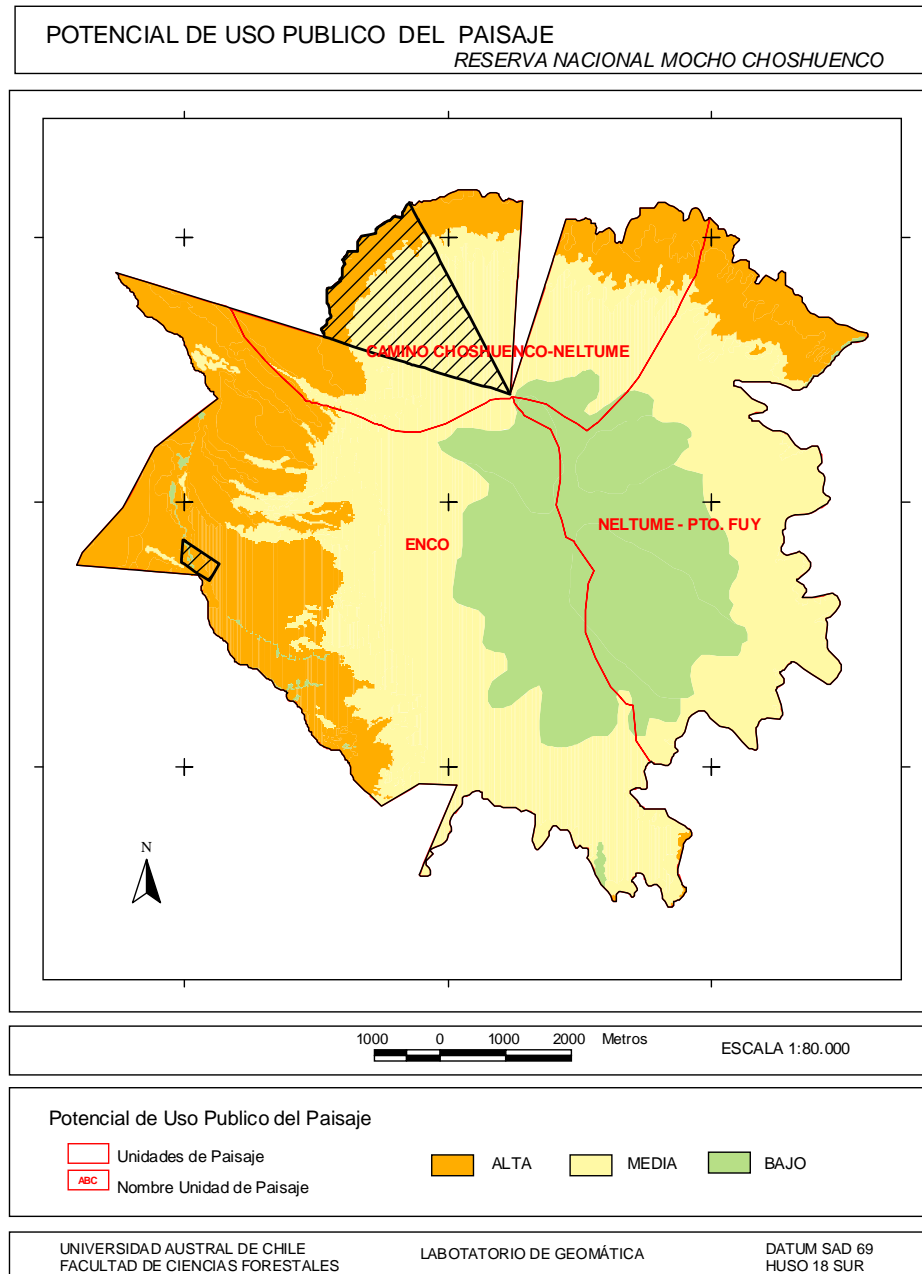 POTENCIAL DE USO PUBLICO DEL PAISAJE
RESERVA NACIONAL MOCHO CHOSHUENCO
CAMINO CHOSHUENCO-NELTUME
NELTUME - PTO. FUY
ENCO
N
1000 0 1000 2000 Metros
ESCALA 1:80.000
Potencial de Uso Publico del Paisaje
Unidades de Paisaje
ABC Nombre Unidad de Paisaje
ALTA MEDIA BAJO
UNIVERSIDAD AUSTRAL DE CHILE
FACULTAD DE CIENCIAS FORESTALES
LABOTATORIO DE GEOMÁTICA
DATUM SAD 69
HUSO 18 SUR